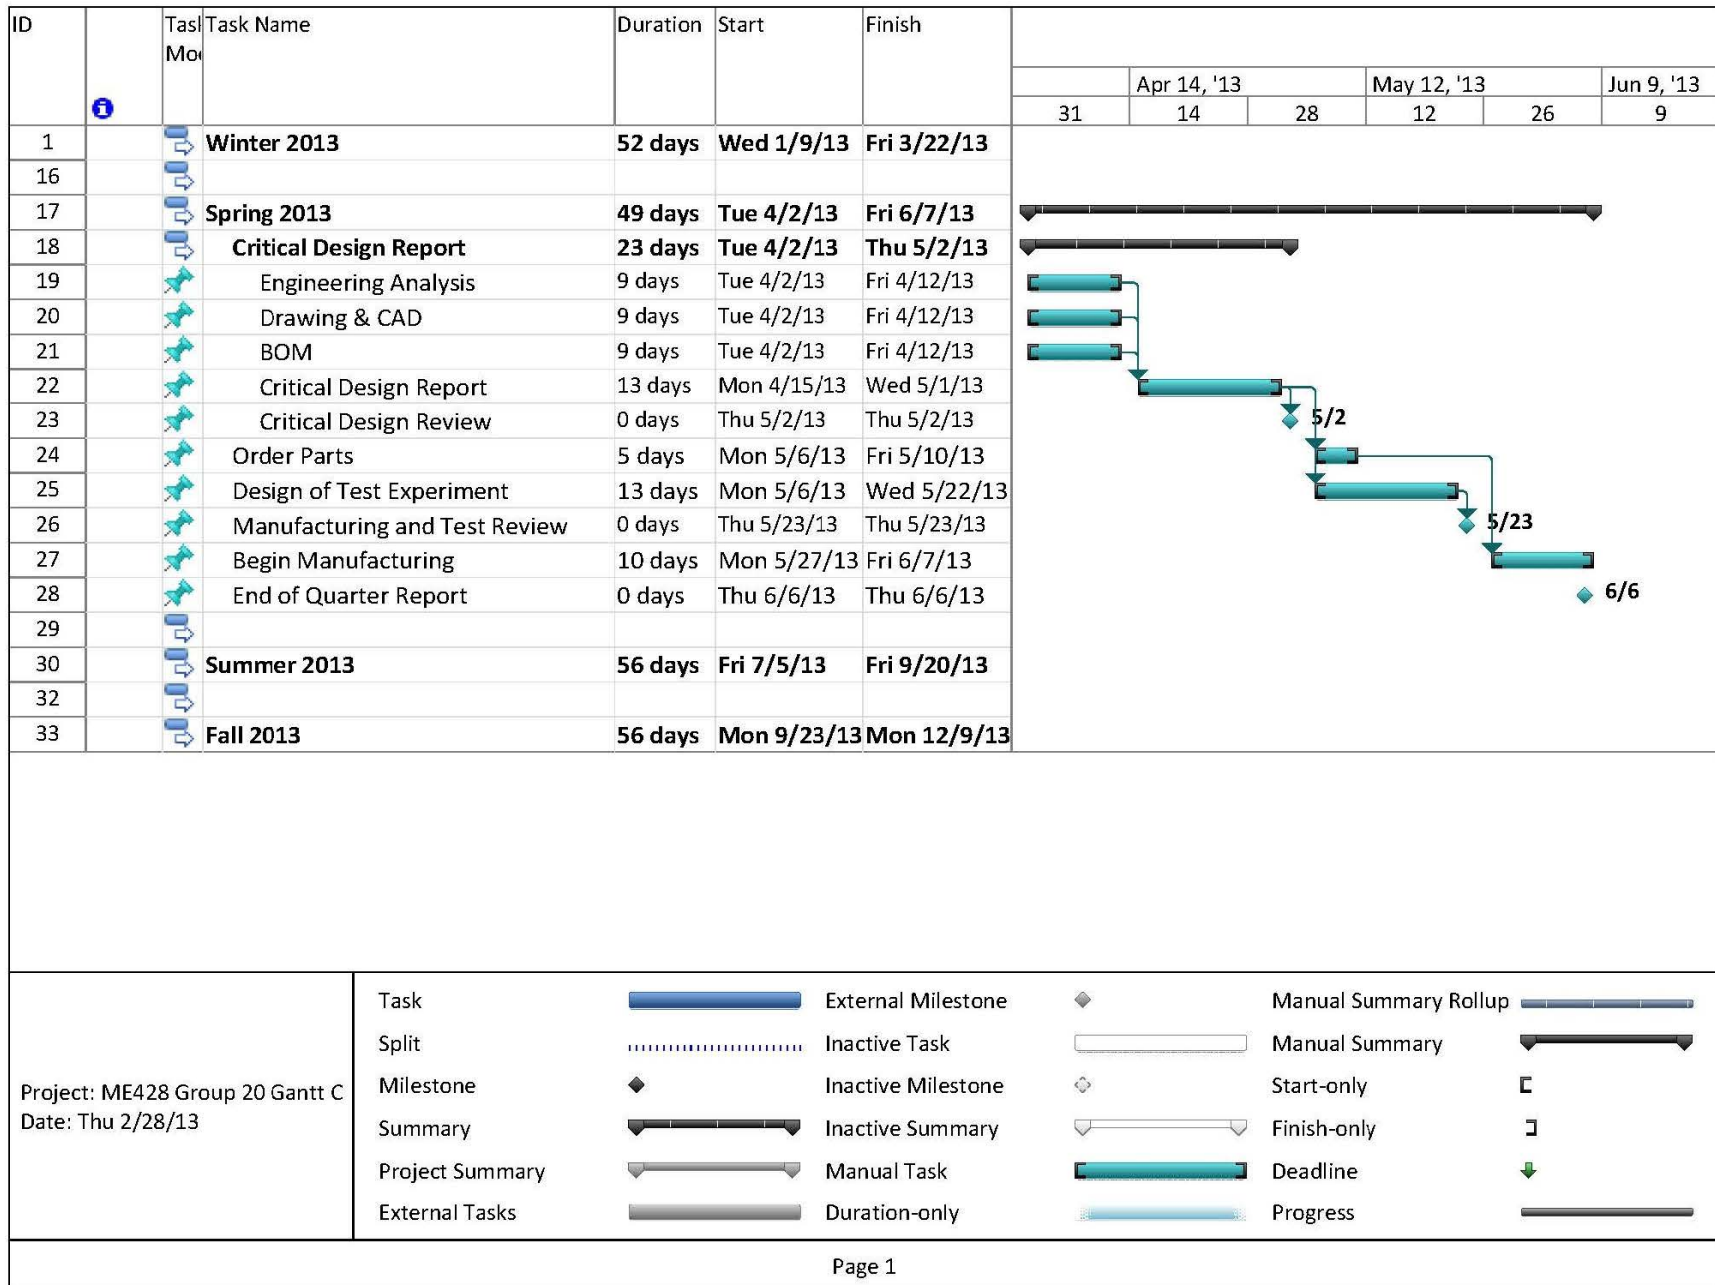 ID Task Task Name Duration Start Finish
Mod
Apr 14, '13 May 12, '13 Jun 9, '13
31 14 28 12 26 9
1 Winter 2013 52 days Wed 1/9/13 Fri 3/22/13
16
17 Spring 2013 49 days Tue 4/2/13 Fri 6/7/13
18 Critical Design Report 23 days Tue 4/2/13 Thu 5/2/13
19 Engineering Analysis 9 days Tue 4/2/13 Fri 4/12/13
20 Drawing & CAD 9 days Tue 4/2/13 Fri 4/12/13
21 BOM 9 days Tue 4/2/13 Fri 4/12/13
22 Critical Design Report 13 days Mon 4/15/13 Wed 5/1/13
23 Critical Design Review 0 days Thu 5/2/13 Thu 5/2/13 5/2
24 Order Parts 5 days Mon 5/6/13 Fri 5/10/13
25 Design of Test Experiment 13 days Mon 5/6/13 Wed 5/22/13
26 Manufacturing and Test Review 0 days Thu 5/23/13 Thu 5/23/13 5/23
27 Begin Manufacturing 10 days Mon 5/27/13 Fri 6/7/13
28 End of Quarter Report 0 days Thu 6/6/13 Thu 6/6/13 6/6
29
30 Summer 2013 56 days Fri 7/5/13 Fri 9/20/13
32
33 Fall 2013 56 days Mon 9/23/13 Mon 12/9/13
Project: ME428 Group 20 Gantt C
Date: Thu 2/28/13
Task External Milestone Manual Summary Rollup
Split Inactive Task Manual Summary
Milestone Inactive Milestone Start-only
Summary Inactive Summary Finish-only
Project Summary Manual Task Deadline
External Tasks Duration-only Progress
Page 1